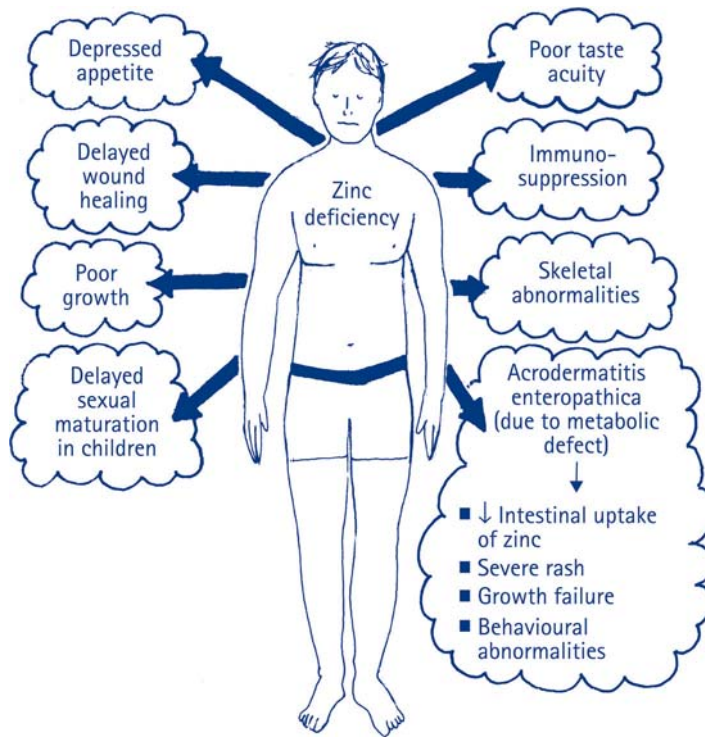 Depressed
appetite
Poor taste
acuity
Delayed
wound
healing
Zinc
deficiency
Immuno-
suppression
Poor
growth
Skeletal
abnormalities
Delayed
sexual
maturation
in children
Acrodermatitis
enteropathica
(due to metabolic
defect)
↓
■ ↓ Intestinal uptake
of zinc
■ Severe rash
■ Growth failure
■ Behavioural
abnormalities